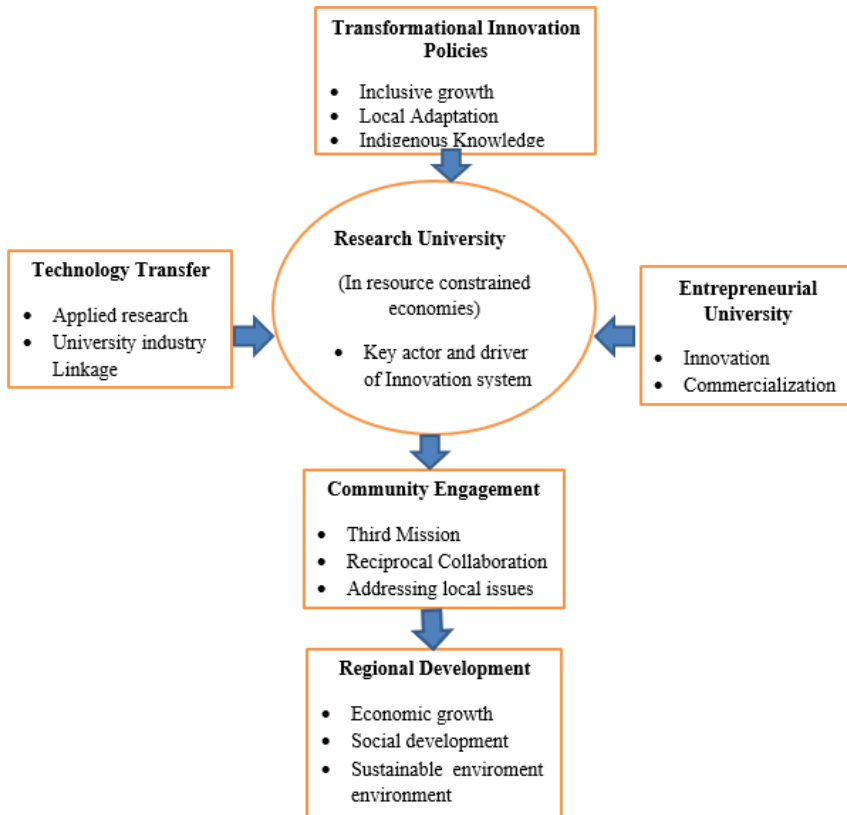 Transformational Innovation
Policies
• Inclusive growth
• Local Adaptation
• Indigenous Knowledge
Research University
(In resource constrained
economies)
• Key actor and driver
of Innovation system
Technology Transfer
• Applied research
• University industry
Linkage
Entrepreneurial
University
• Innovation
• Commercialization
Community Engagement
• Third Mission
• Reciprocal Collaboration
• Addressing local issues
Regional Development
• Economic growth
• Social development
• Sustainable enviroment
environment